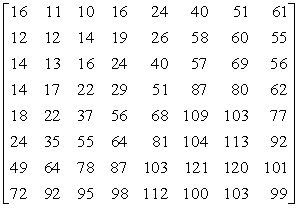 16 11 10 16 24 40 51 61
12 12 14 19 26 58 60 55
14 13 16 24 40 57 69 56
14 17 22 29 51 87 80 62
18 22 37 56 68 109 103 77
24 35 55 64 81 104 113 92
49 64 78 87 103 121 120 101
72 92 95 98 112 100 103 99